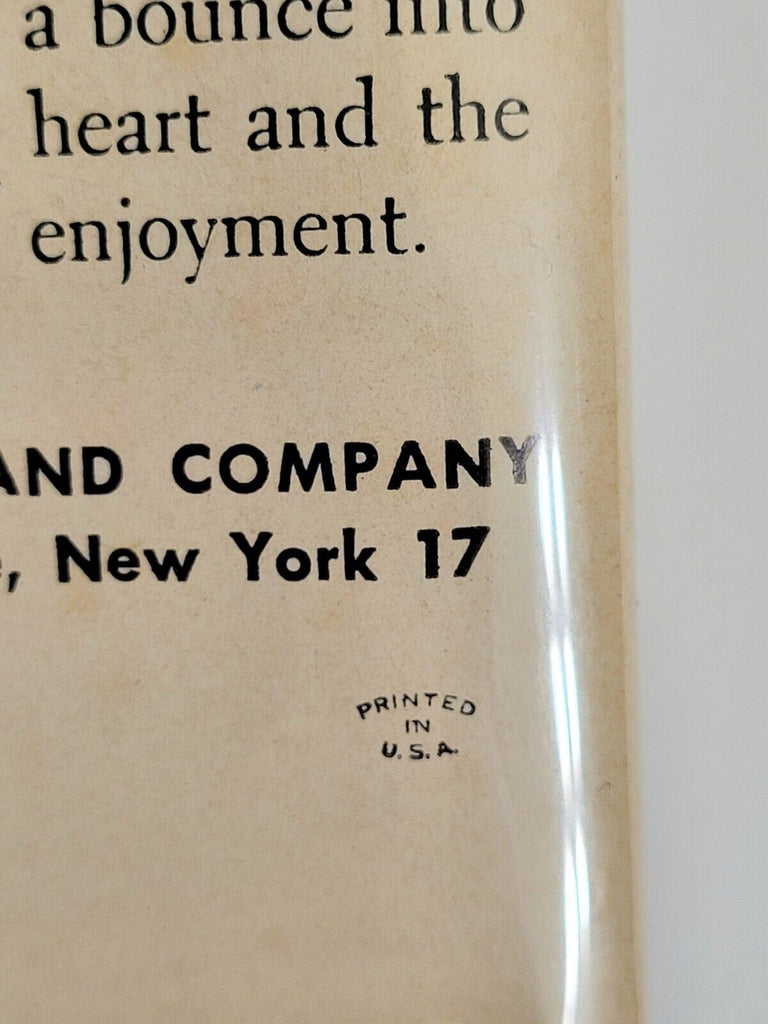 a bounce into
heart and the
enjoyment.
AND COMPANY
, New York 17
PRINTED
IN
U.S.A.